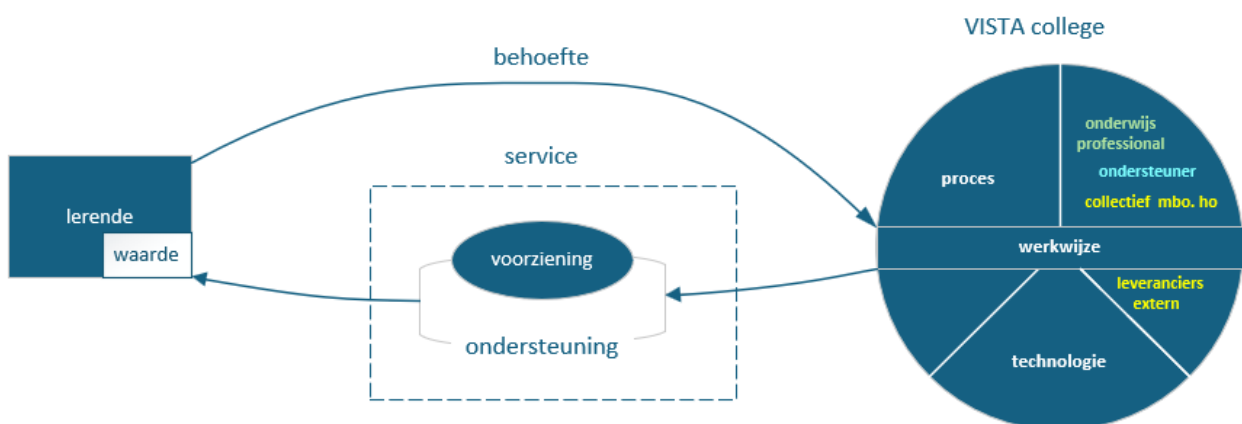 VISTA college
behoefte
onderwijs
professional
service
ondersteuner
proces
collectief mbo. ho
lerende
waarde
voorziening
werkwijze
leveranciers
extern
ondersteuning
technologie